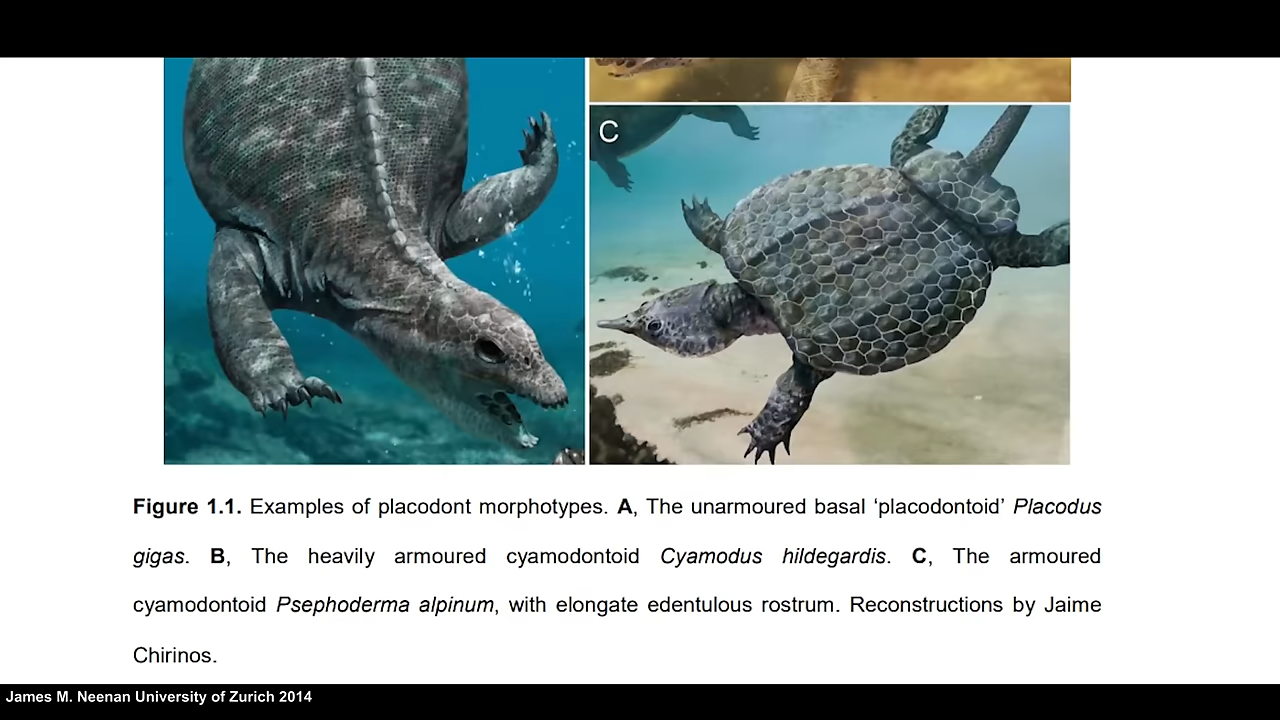 C
Figure 1.1. Examples of placodont morphotypes. A, The unarmoured basal ‘placodontoid’ Placodus
gigas. B, The heavily armoured cyamodontoid Cyamodus hildegardis. C, The armoured
cyamodontoid Psephoderma alpinum, with elongate edentulous rostrum. Reconstructions by Jaime
Chirinos.
James M. Neenan University of Zurich 2014